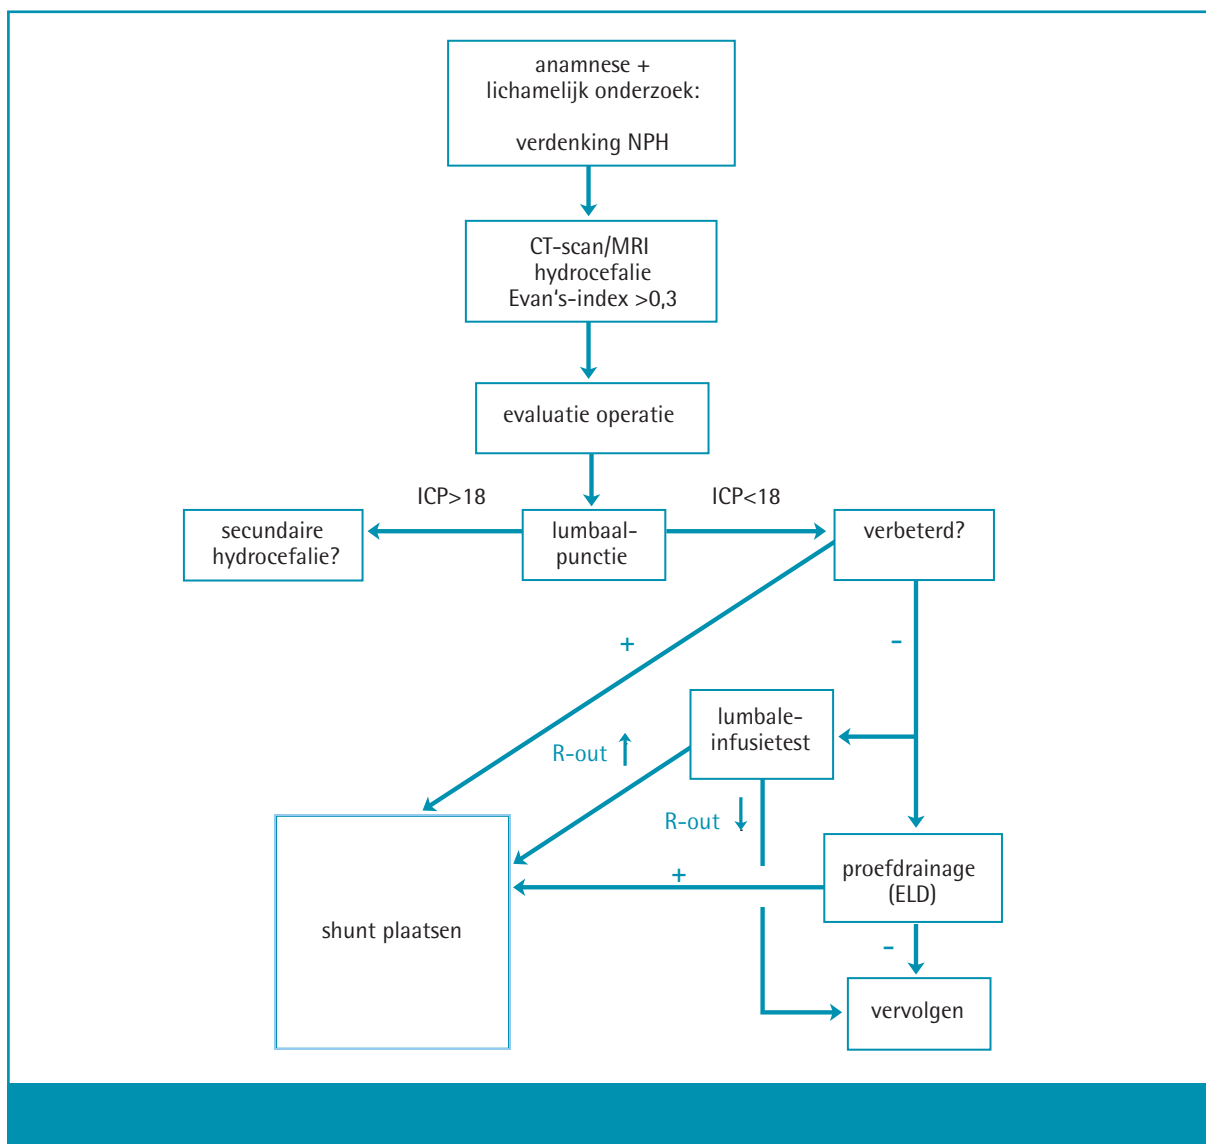 anamnese +
lichamelijk onderzoek:
verdenking NPH
CT-scan/MRI
hydrocefalie
Evan's-index >0,3
evaluatie operatie
ICP>18
ICP<18
secundaire
hydrocefalie?
lumbaal-
punctie
verbeterd?
+
-
lumbale-
infusietest
R-out ↑
R-out ↓
+
proefdrainage
(ELD)
-
shunt plaatsen
vervolgen